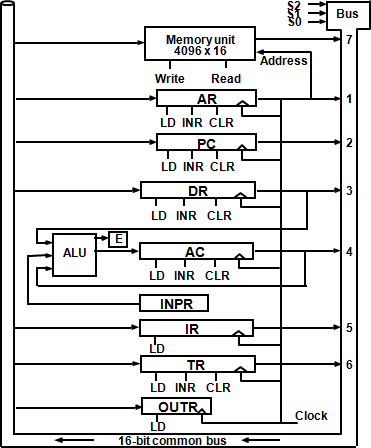 S2
S1
S0
Bus
Memory unit
4096 x 16
7
Address
Write Read
AR
1
LD INR CLR
PC
2
LD INR CLR
DR
3
LD INR CLR
E
ALU
AC
4
LD INR CLR
INPR
IR
5
LD
TR
6
LD INR CLR
OUTR
Clock
LD
16-bit common bus